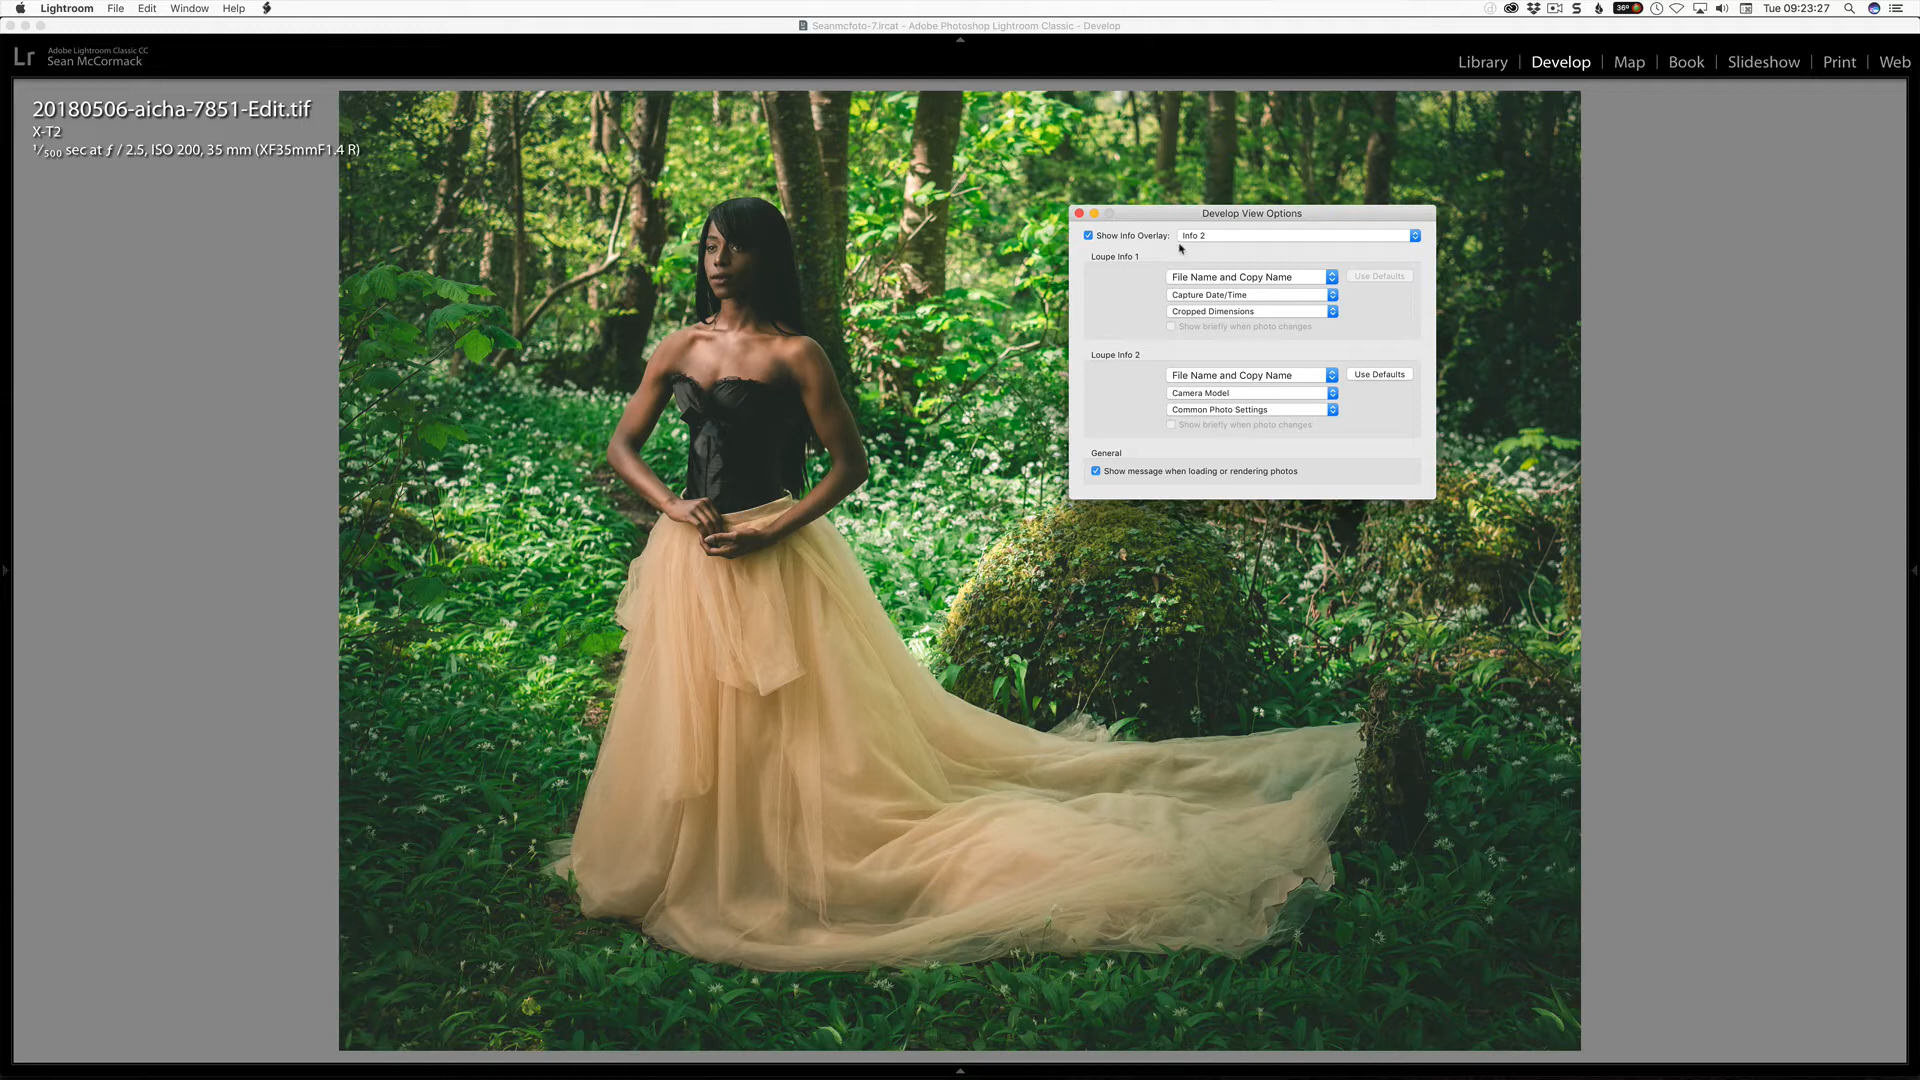 Lightroom File Edit Window Help
36º Tue 09:23:27
Seanmcfoto-7.lrcat - Adobe Photoshop Lightroom Classic - Develop
Lr Adobe Lightroom Classic CC
Sean McCormack
Library | Develop | Map | Book | Slideshow | Print | Web
20180506-aicha-7851-Edit.tif
X-T2
1/500 sec at ƒ / 2.5, ISO 200, 35 mm (XF35mmF1.4 R)
Develop View Options
Show Info Overlay: Info 2
Loupe Info 1
File Name and Copy Name Use Defaults
Capture Date/Time
Cropped Dimensions
Show briefly when photo changes
Loupe Info 2
File Name and Copy Name Use Defaults
Camera Model
Common Photo Settings
Show briefly when photo changes
General
Show message when loading or rendering photos